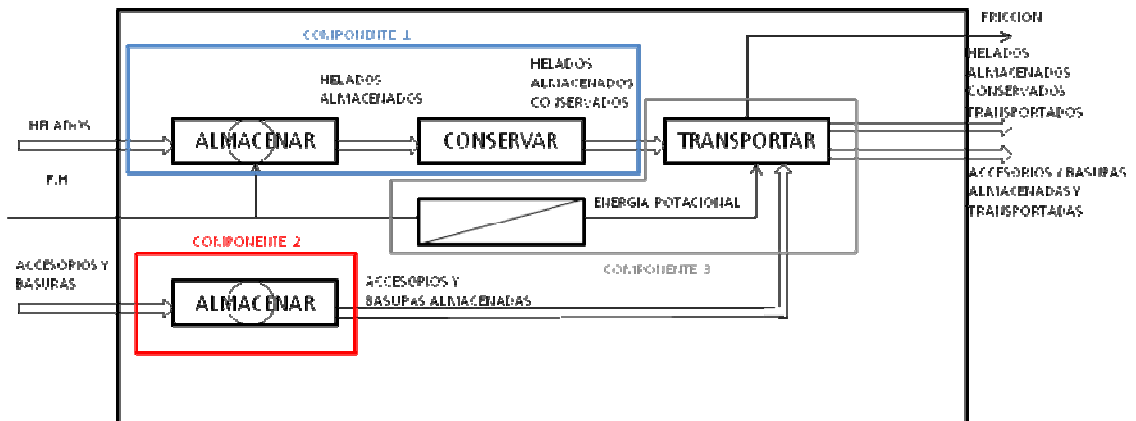 FRICCION
COMPONENTE 1
HELADOS
ALMACENADOS
HELADOS
ALMACENADOS
CONSERVADOS
HELADOS
ALMACENADOS
CONSERVADOS
TRANSPORTADOS
HELADOS
ALMACENAR
CONSERVAR
TRANSPORTAR
F.H
ENERGIA ROTACIONAL
ACCESORIOS Y BASURAS
ALMACENADAS Y
TRANSPORTADAS
COMPONENTE 2
COMPONENTE 3
ACCESORIOS Y
BASURAS
ALMACENAR
ACCESORIOS Y
BASURAS ALMACENADAS